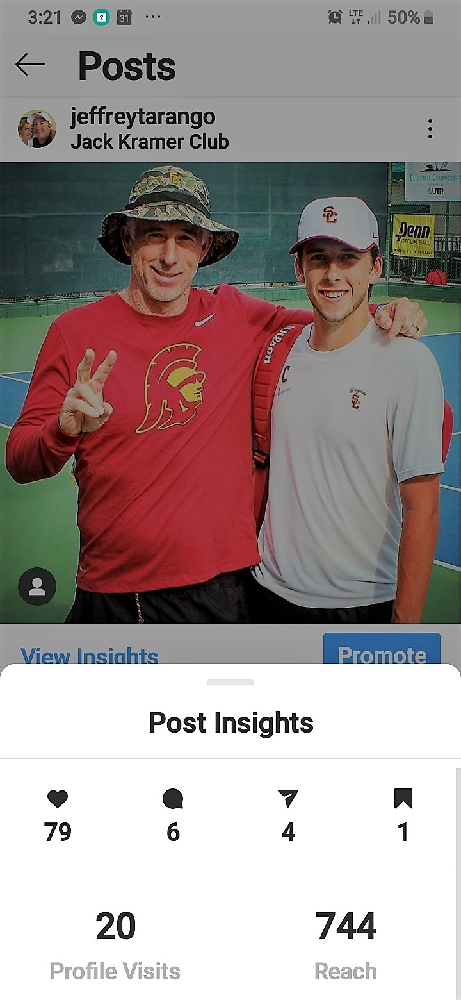 3:21
2
31
LTE
50%
Posts
jeffreytarango
Jack Kramer Club
SC
CALIFORNIA CHAMPIONSHIP
UTR
Penn
OFFICIAL BALL
Wilson
C
Trojans
SC
View Insights
Promote
Post Insights
79
6
4
1
20
744
Profile Visits
Reach